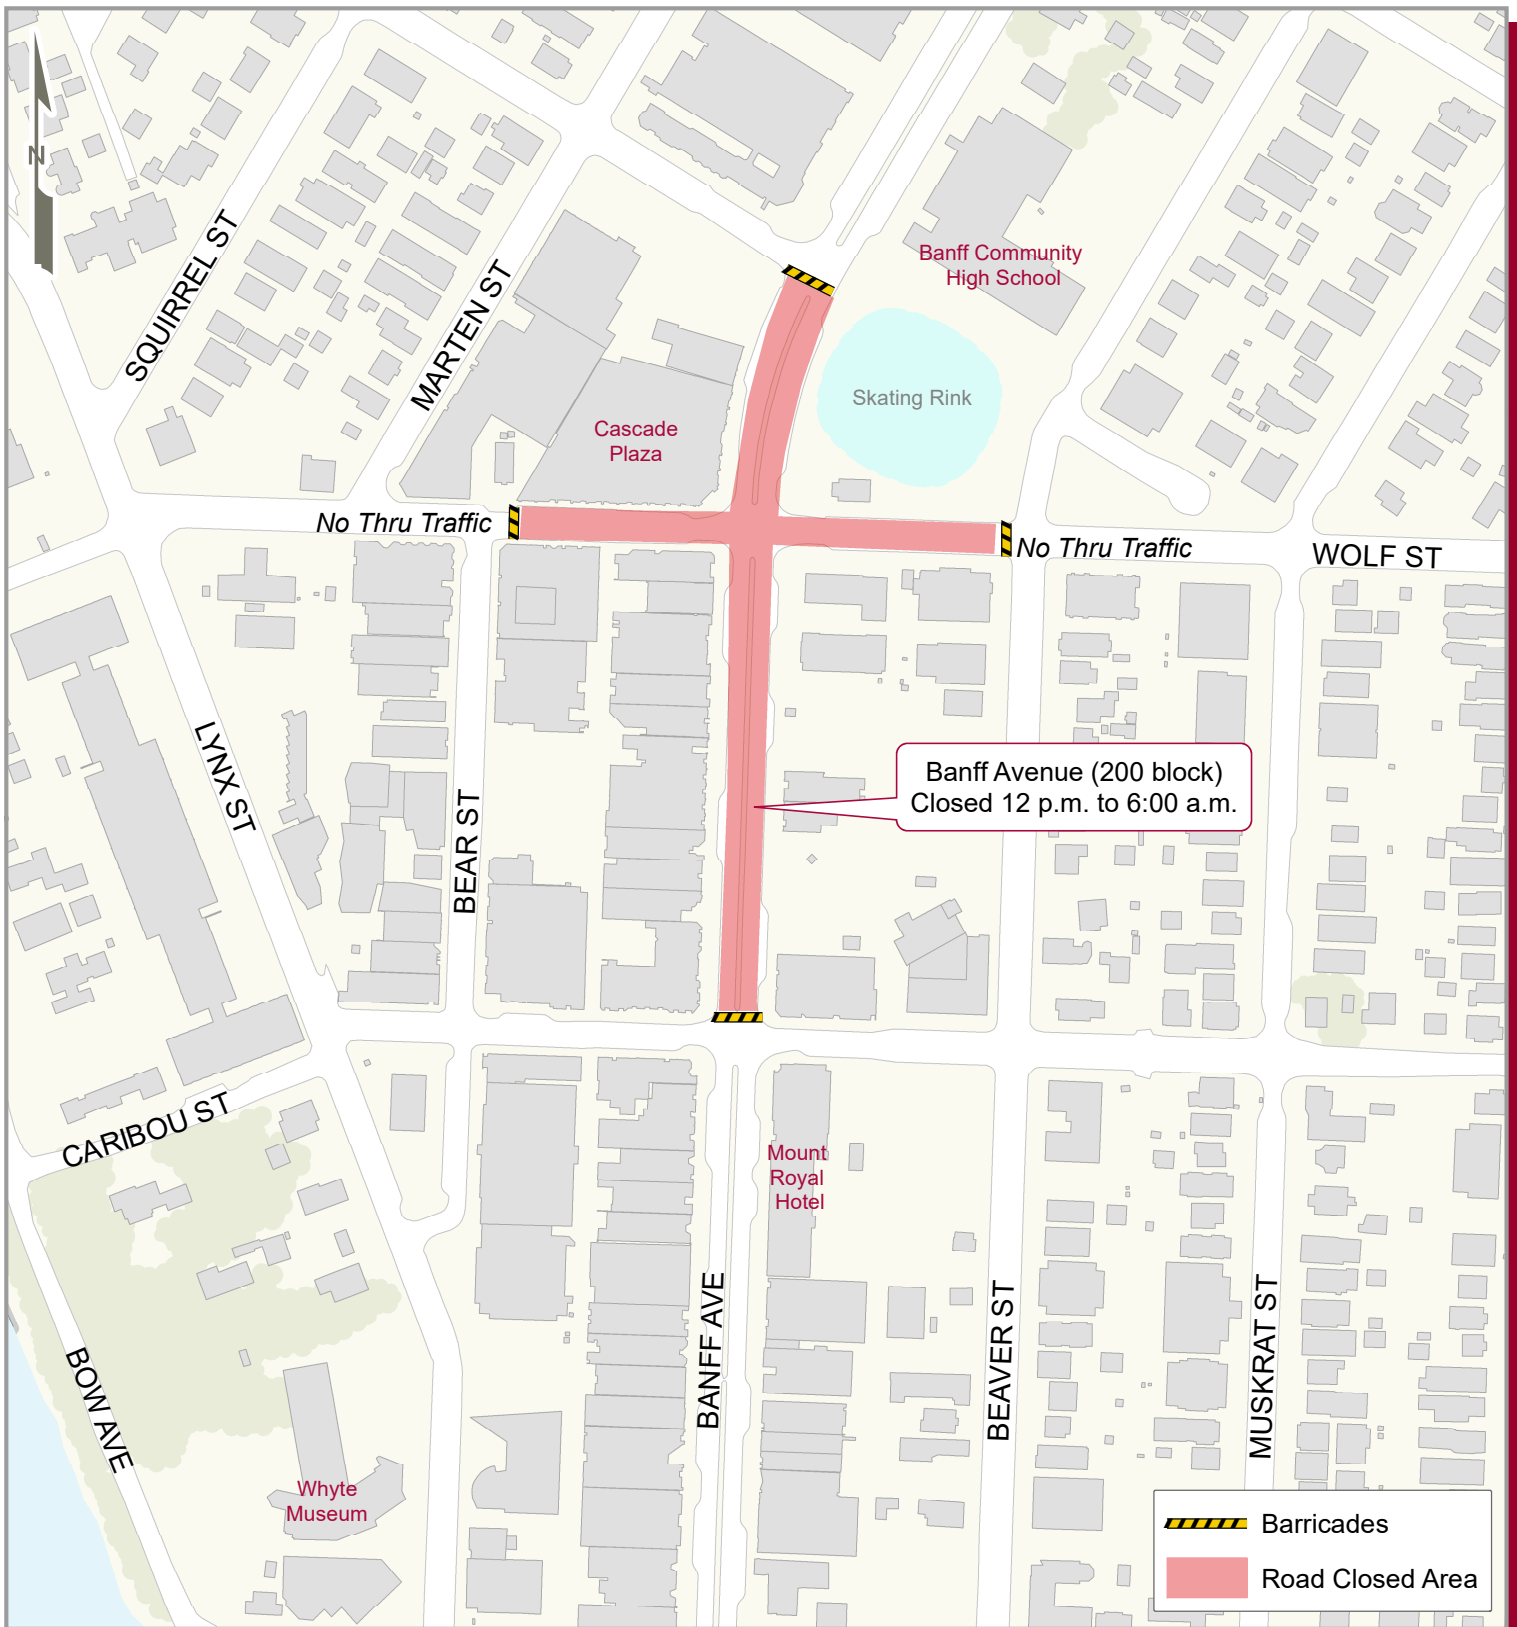 N
SQUIRREL ST
MARTEN ST
Banff Community
High School
Skating Rink
Cascade
Plaza
No Thru Traffic
No Thru Traffic
WOLF ST
LYNX ST
BEAR ST
Banff Avenue (200 block)
Closed 12 p.m. to 6:00 a.m.
CARIBOU ST
Mount
Royal
Hotel
BOW AVE
BANFF AVE
BEAVER ST
MUSKRAT ST
Whyte
Museum
Barricades
Road Closed Area